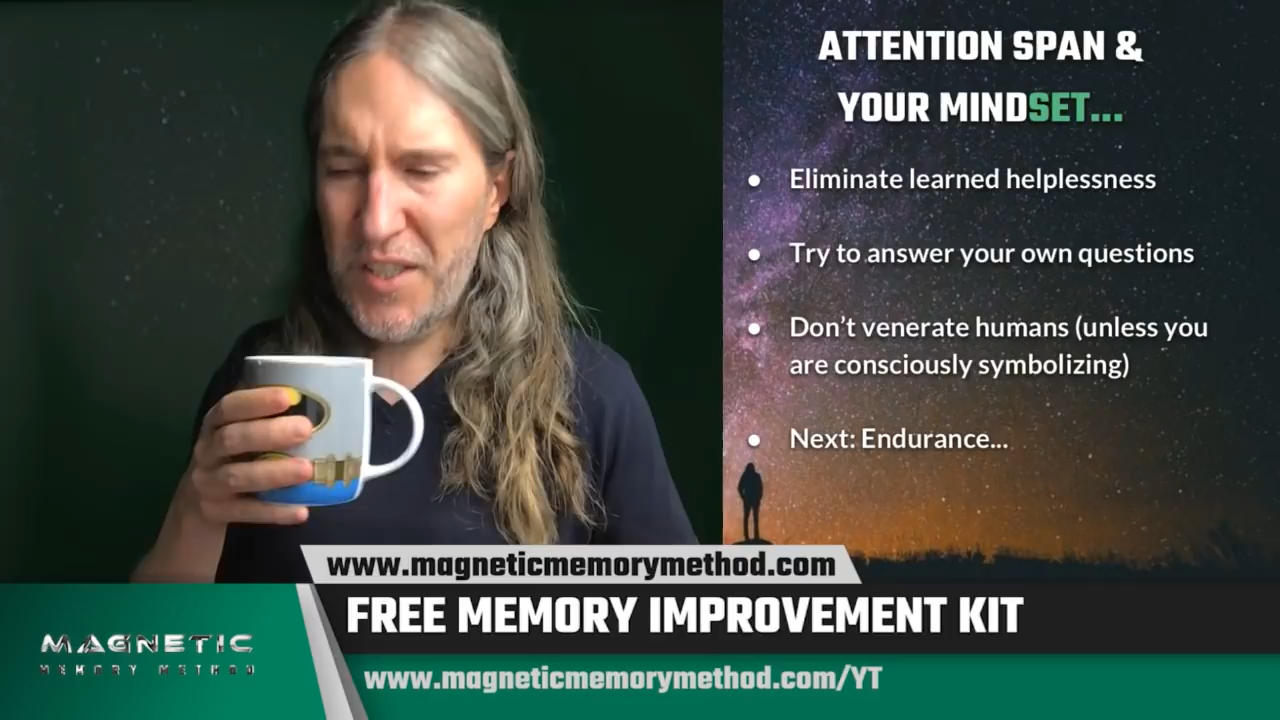 ATTENTION SPAN &
YOUR MINDSET...
● Eliminate learned helplessness
● Try to answer your own questions
● Don't venerate humans (unless you
are consciously symbolizing)
● Next: Endurance...
www.magneticmemorymethod.com
FREE MEMORY IMPROVEMENT KIT
MAGNETIC
MEMORY METHOD
www.magneticmemorymethod.com/YT